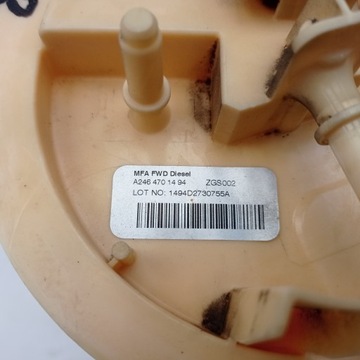 MFA FWD Diesel
A246 470 14 94 ZGS002
LOT NO: 1494D2730755A